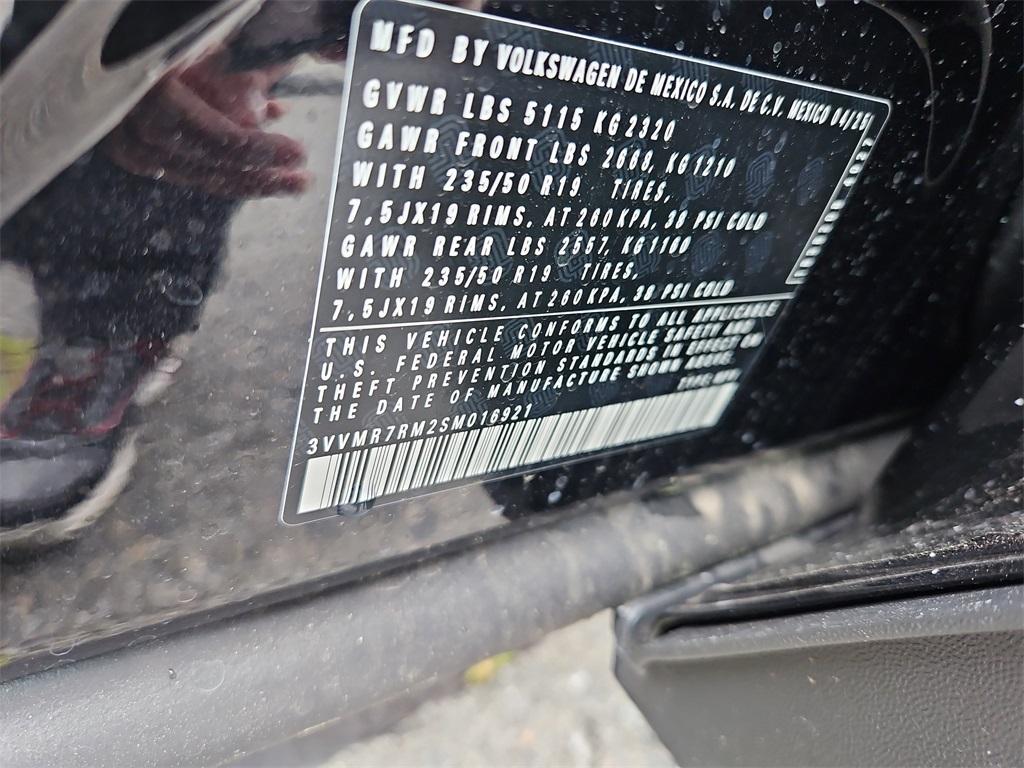 MFD BY VOLKSWAGEN DE MEXICO S.A. DE C.V. MEXICO 04/25
GVWR LBS 5115 KG 2320
GAWR FRONT LBS 2668, KG 1210
WITH 235/50 R19 TIRES,
7,5JX19 RIMS, AT 260 KPA, 38 PSI COLD
GAWR REAR LBS 2557, KG 1160
WITH 235/50 R19 TIRES,
7,5JX19 RIMS, AT 260 KPA, 38 PSI COLD
THIS VEHICLE CONFORMS TO ALL APPLICABLE
U.S. FEDERAL MOTOR VEHICLE SAFETY AND
THEFT PREVENTION STANDARDS IN EFFECT ON
THE DATE OF MANUFACTURE SHOWN ABOVE.
3VVMR7RM2SM016921 TYPE: